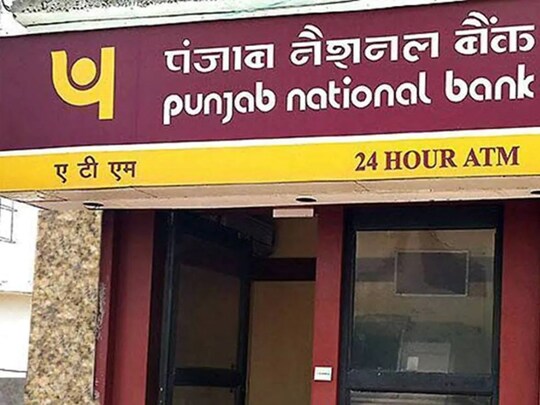 पंजाब नैशनल बैंक
punjab national bank
ए टी एम 24 HOUR ATM